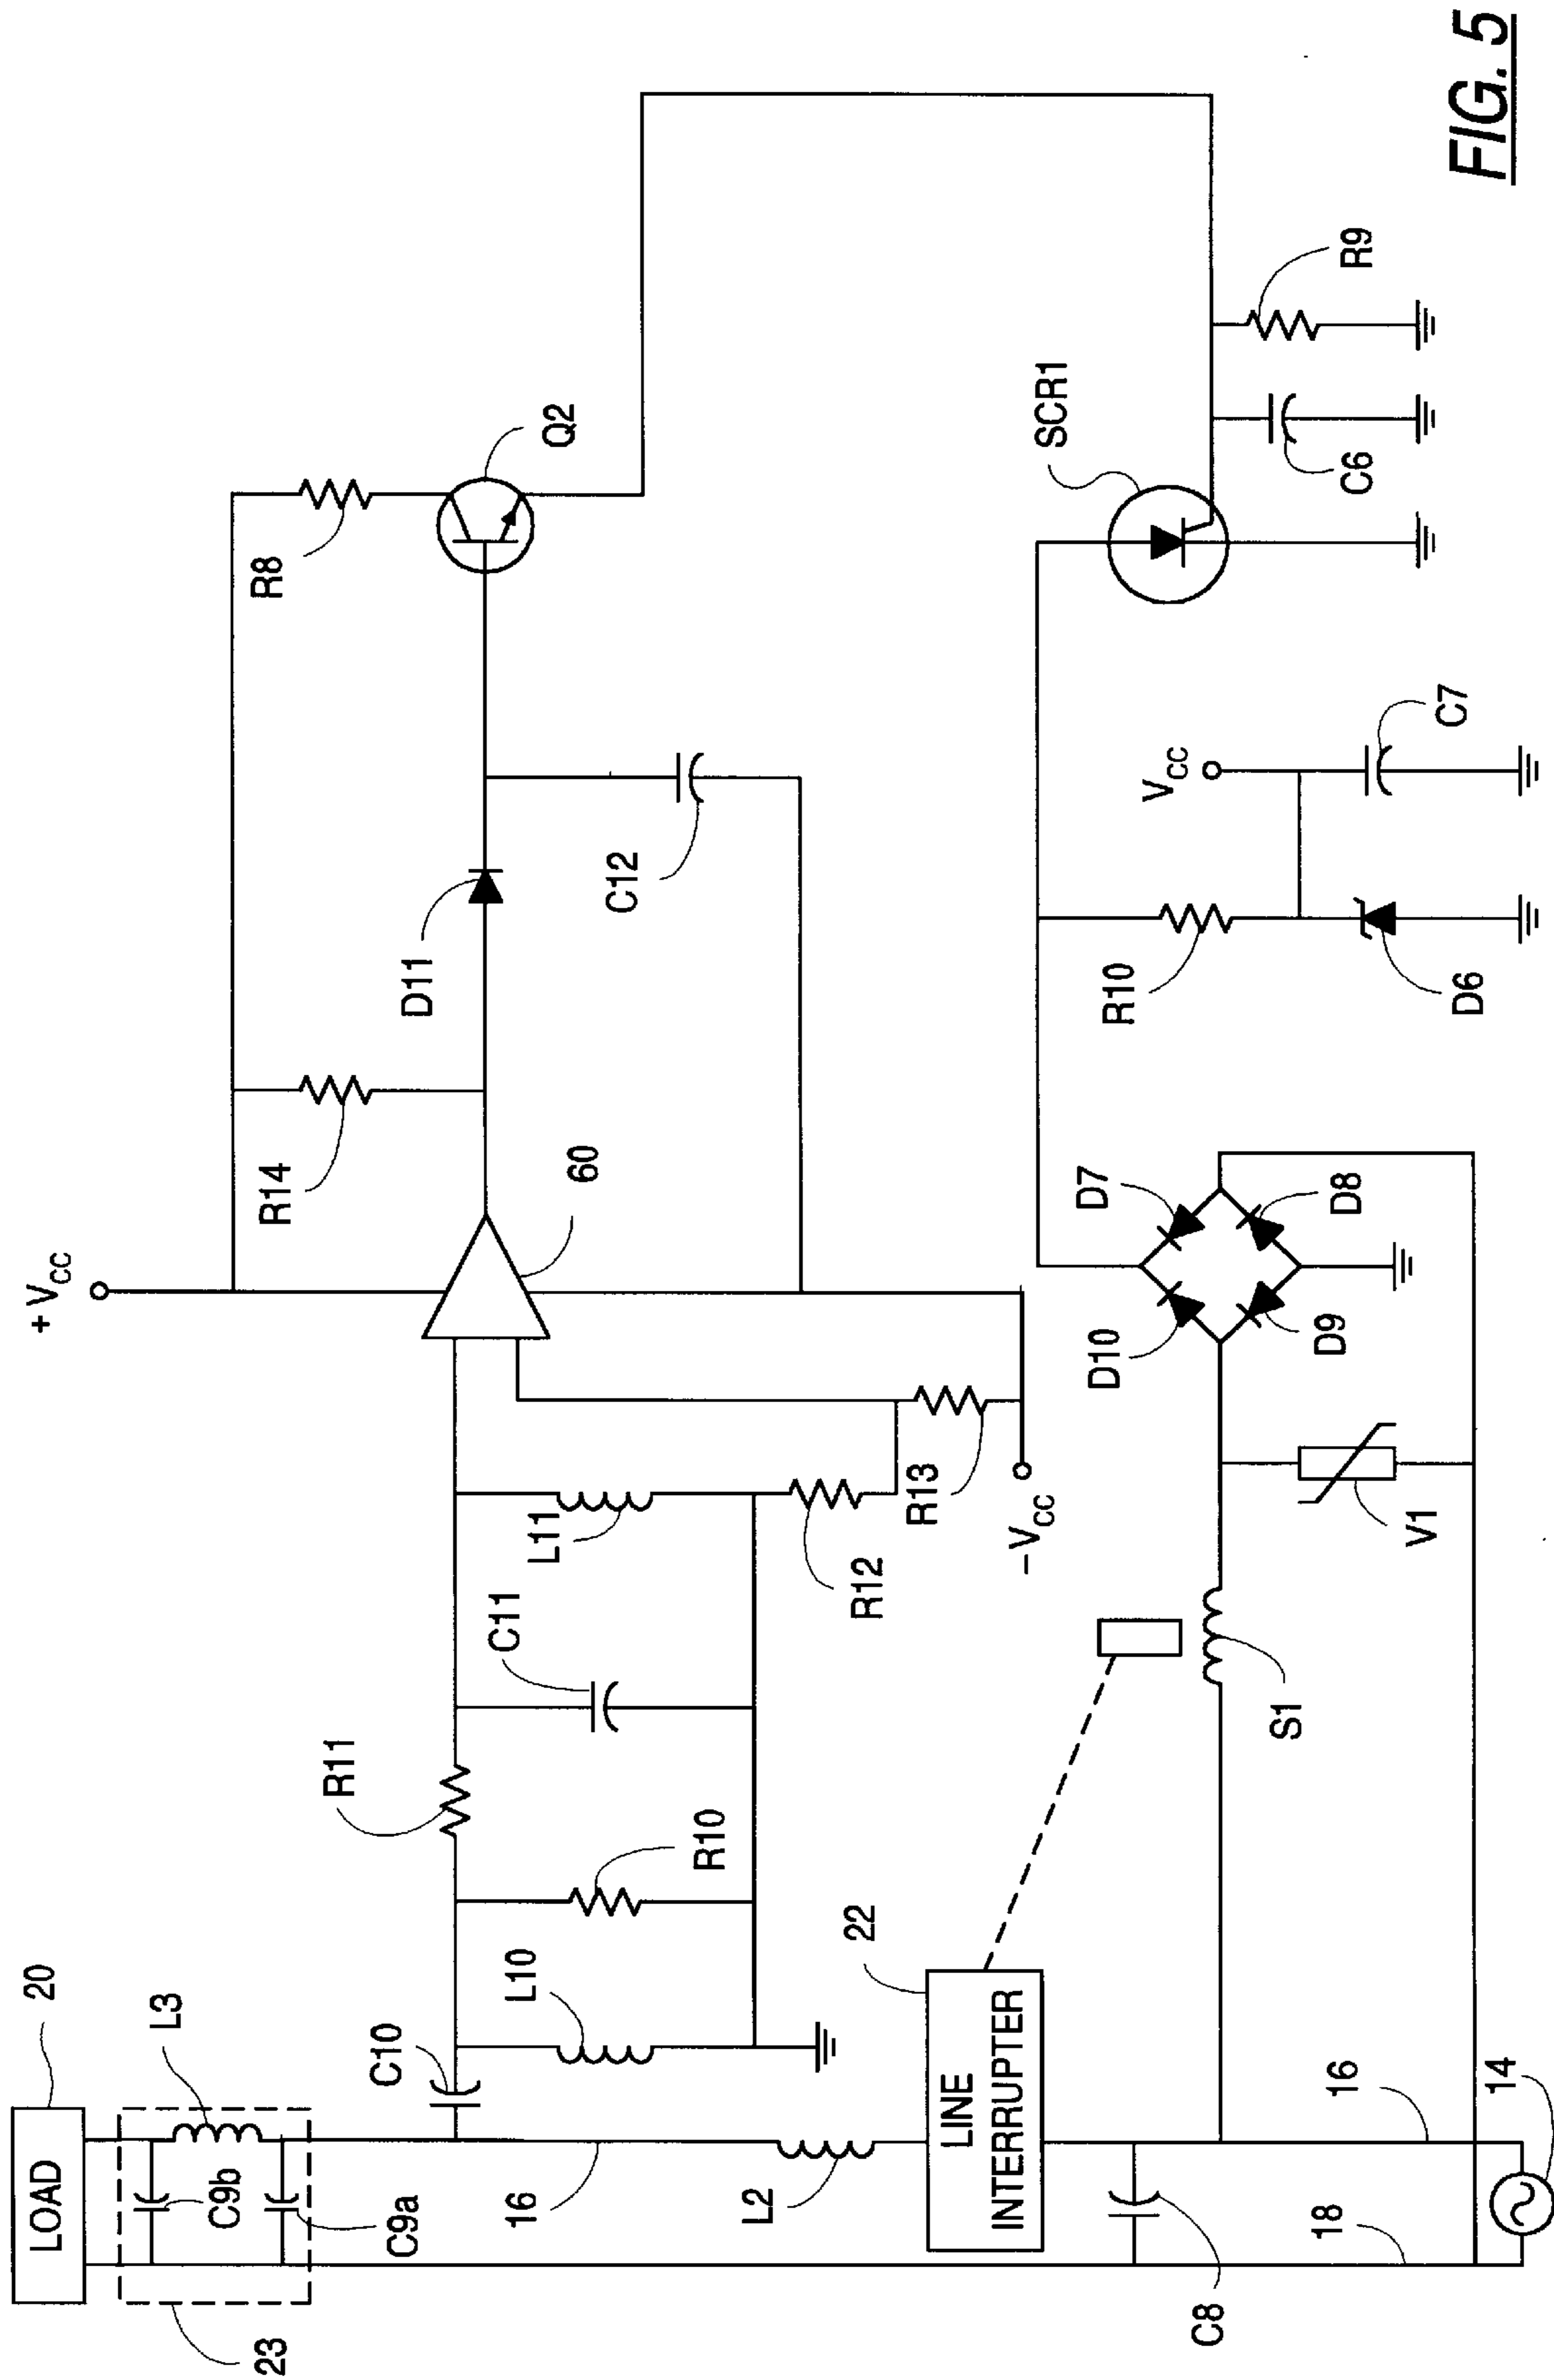 FIG. 5
LOAD
20
L3
C9b
C9a
23
C10
L10
R10
R11
C11
L11
R12
R13
-VCC
+ VCC
60
R14
D11
C12
R8
Q2
16
L2
LINE
INTERRUPTER
22
C8
18
16
14
S1
V1
D10
D7
D9
D8
R10
D6
VCC
C7
SCR1
C6
R9